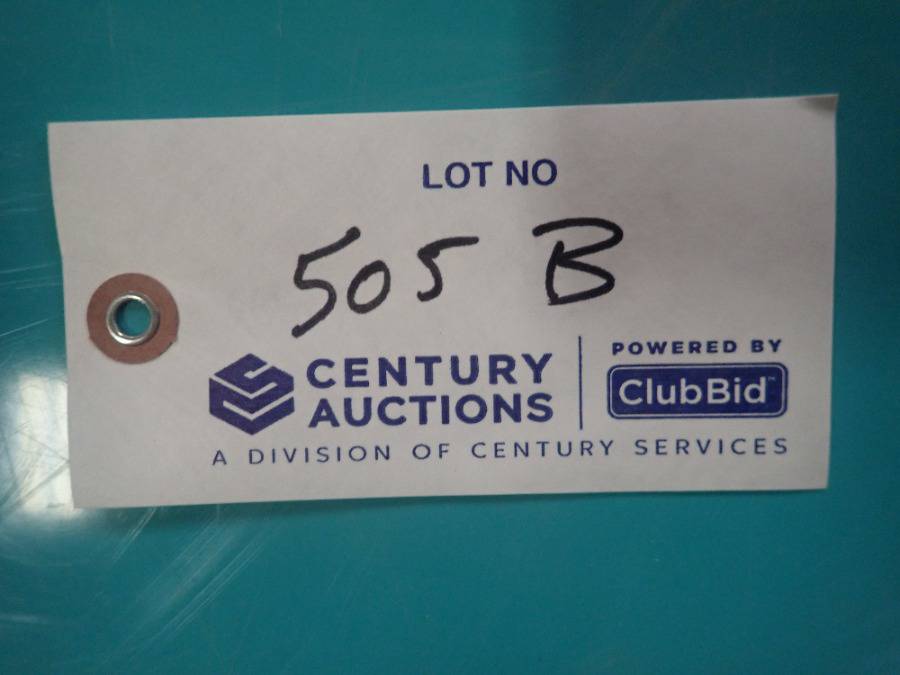 LOT NO
505 B
CENTURY
AUCTIONS
POWERED BY
ClubBid™
A DIVISION OF CENTURY SERVICES